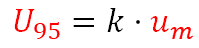 U₉₅ = k · uₘ